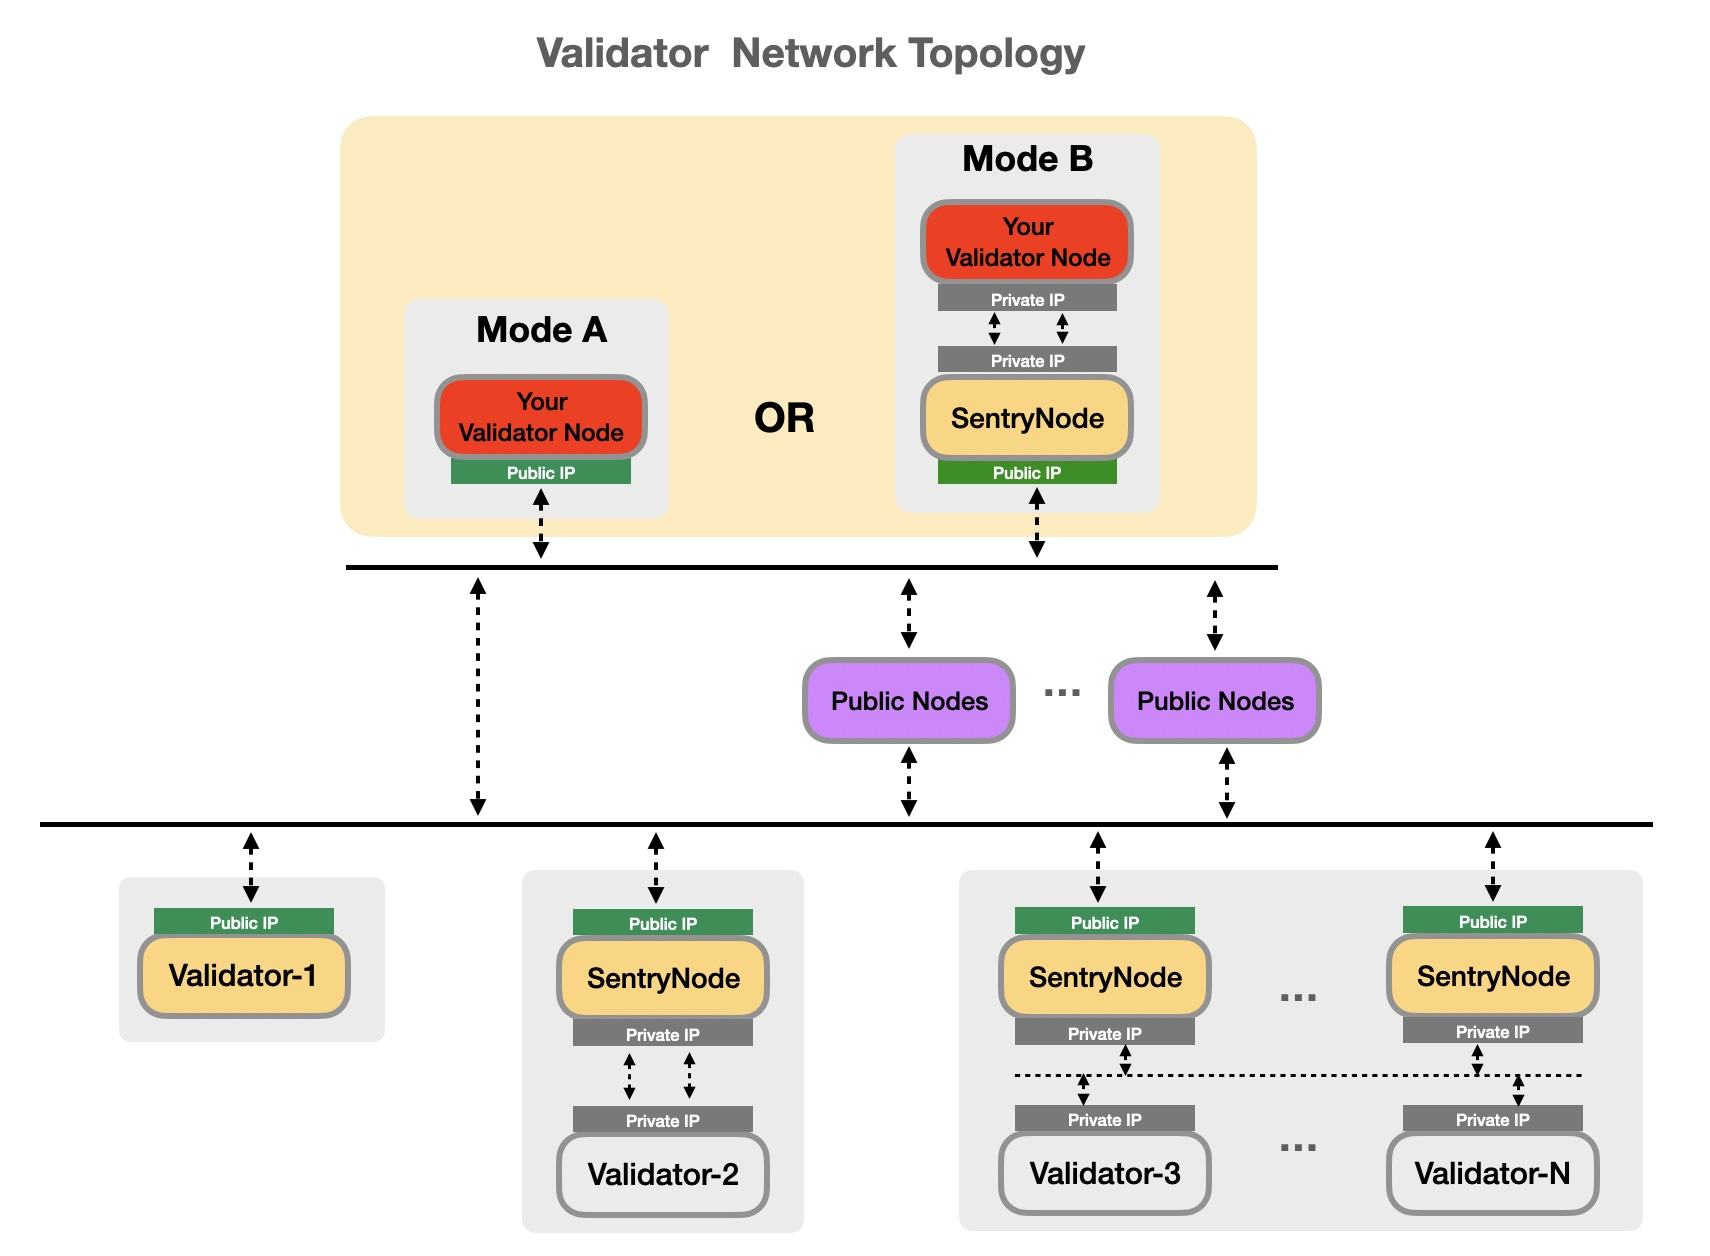 Validator Network Topology
Mode B
Your
Validator Node
Private IP
Private IP
SentryNode
Public IP
Mode A
Your
Validator Node
Public IP
OR
Public Nodes
...
Public Nodes
Public IP
Validator-1
Public IP
SentryNode
Private IP
Private IP
Validator-2
Public IP
SentryNode
Private IP
...
Public IP
SentryNode
Private IP
Private IP
Validator-3
...
Private IP
Validator-N